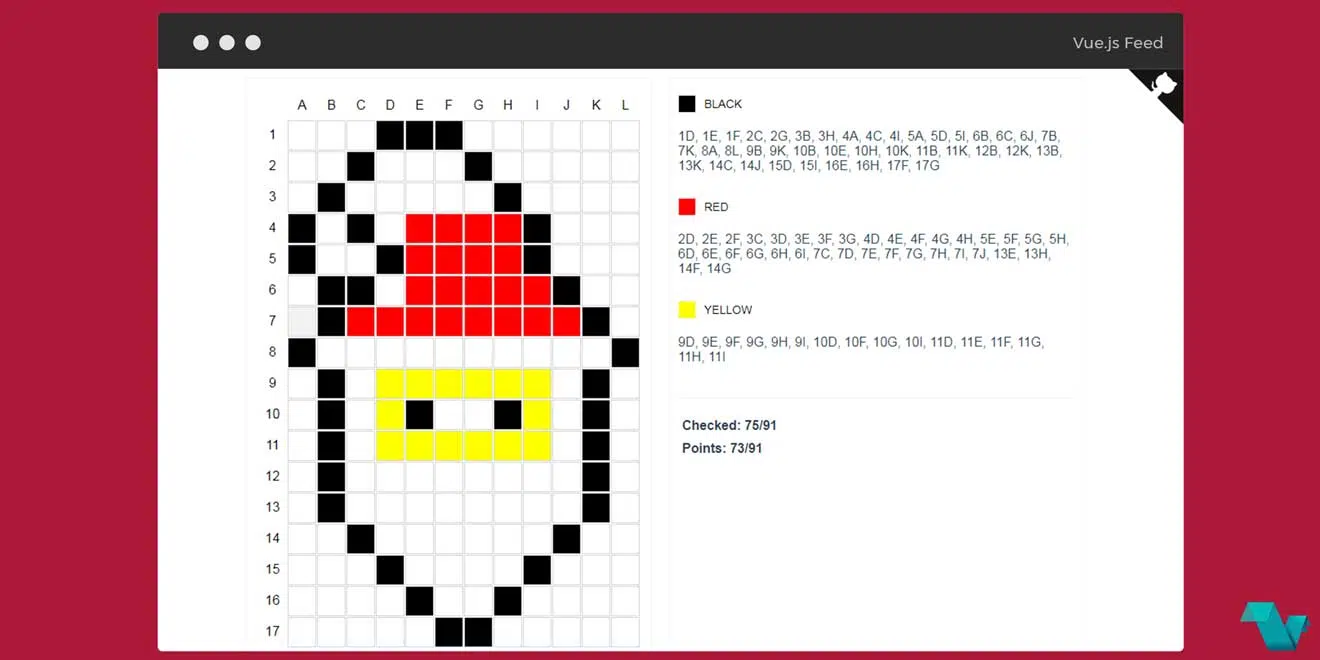 Vue.js Feed
A B C D E F G H I J K L
1
2
3
4
5
6
7
8
9
10
11
12
13
14
15
16
17
BLACK
1D, 1E, 1F, 2C, 2G, 3B, 3H, 4A, 4C, 4I, 5A, 5D, 5I, 6B, 6C, 6J, 7B,
7K, 8A, 8L, 9B, 9K, 10B, 10E, 10H, 10K, 11B, 11K, 12B, 12K, 13B,
13K, 14C, 14J, 15D, 15I, 16E, 16H, 17F, 17G
RED
2D, 2E, 2F, 3C, 3D, 3E, 3F, 3G, 4D, 4E, 4F, 4G, 4H, 5E, 5F, 5G, 5H,
6D, 6E, 6F, 6G, 6H, 6I, 7C, 7D, 7E, 7F, 7G, 7H, 7I, 7J, 13E, 13H,
14F, 14G
YELLOW
9D, 9E, 9F, 9G, 9H, 9I, 10D, 10F, 10G, 10I, 11D, 11E, 11F, 11G,
11H, 11I
Checked: 75/91
Points: 73/91